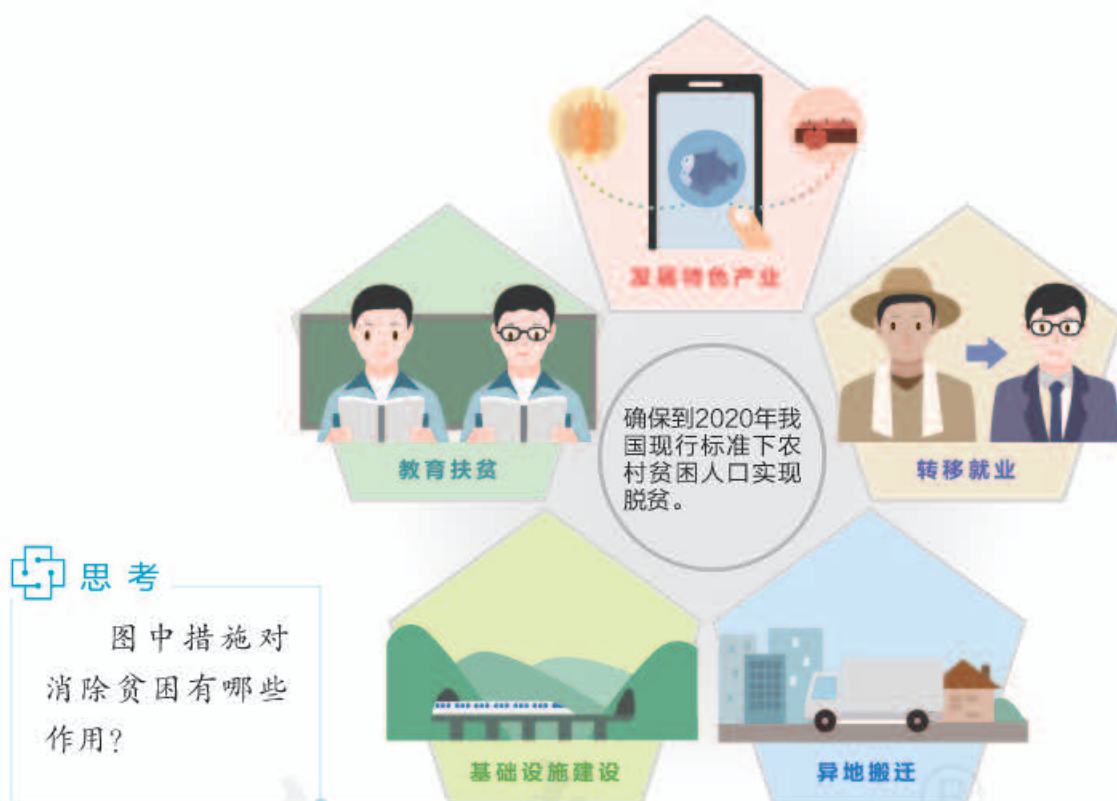 发展特色产业
教育扶贫
确保到2020年我
国现行标准下农
村贫困人口实现
脱贫。
转移就业
思考
图中措施对
消除贫困有哪些
作用?
基础设施建设
异地搬迁